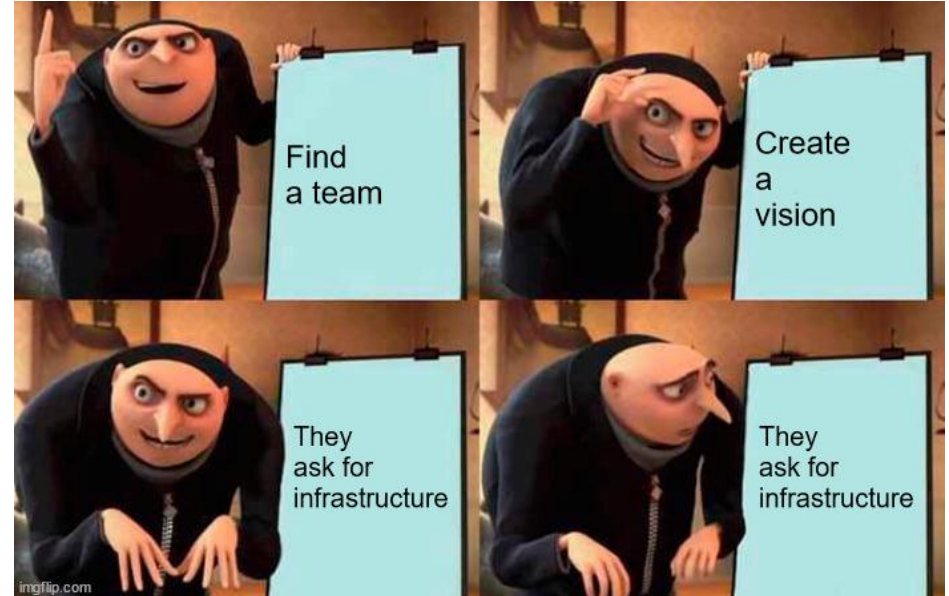 Find
a team
Create
a
vision
They
ask for
infrastructure
They
ask for
infrastructure
imgflip.com